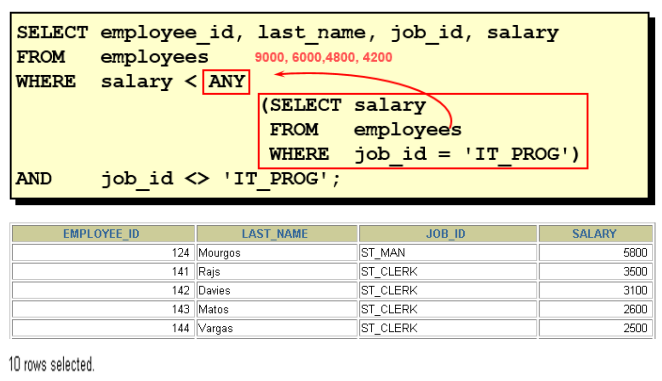 SELECT employee_id, last_name, job_id, salary
FROM employees 9000, 6000,4800, 4200
WHERE salary < ANY
(SELECT salary
FROM employees
WHERE job_id = 'IT_PROG')
AND job_id <> 'IT_PROG';
EMPLOYEE_ID LAST_NAME JOB_ID SALARY
124 Mourgos ST_MAN 5800
141 Rajs ST_CLERK 3500
142 Davies ST_CLERK 3100
143 Matos ST_CLERK 2600
144 Vargas ST_CLERK 2500
10 rows selected.